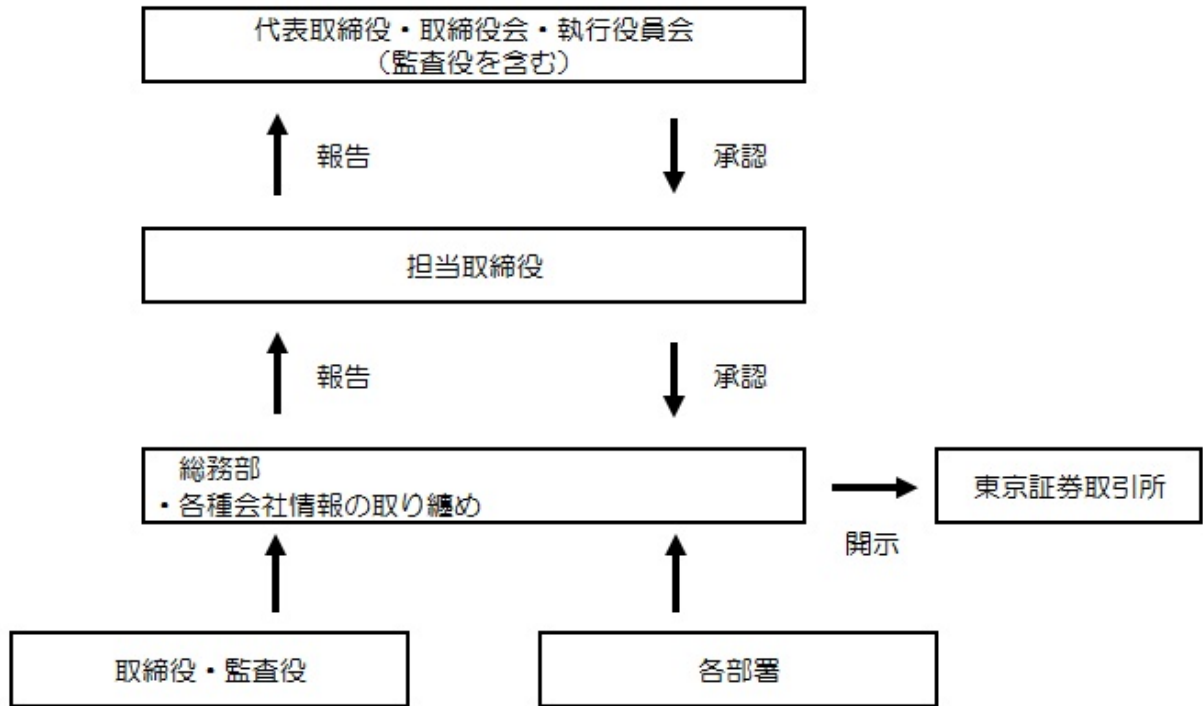 代表取締役・取締役会・執行役員会
（監査役を含む）
報告
承認
担当取締役
報告
承認
総務部
・各種会社情報の取り纏め
東京証券取引所
開示
取締役・監査役
各部署